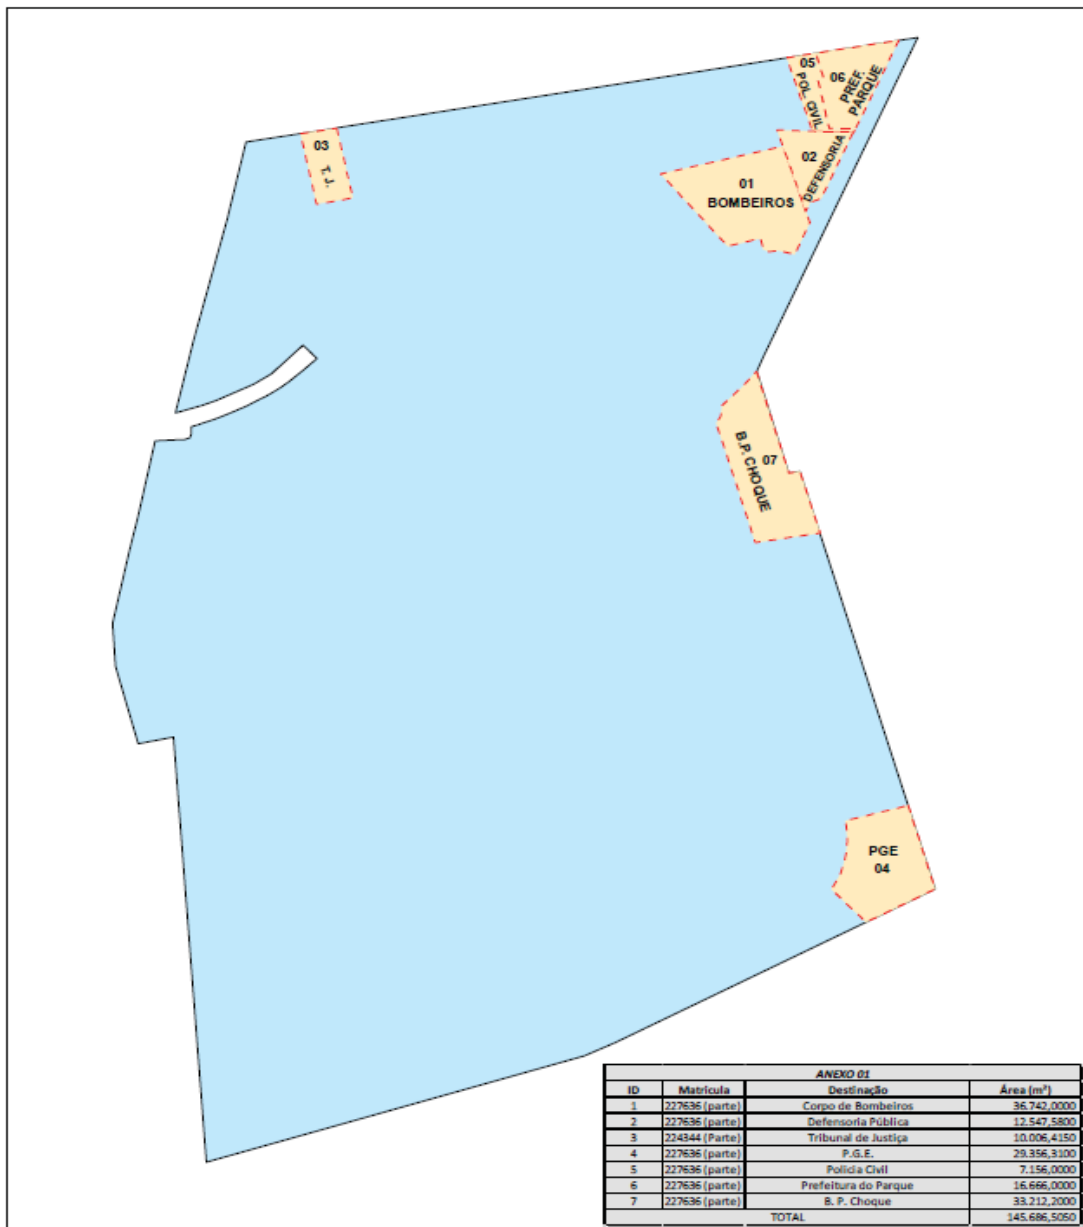 05
POL. CIVIL
06
PREF.
PARQUE
03
T. J.
02
DEFENSORIA
01
BOMBEIROS
07
B.P. CHOQUE
PGE
04
ANEXO 01
ID Matrícula Destinação Área (m²)
1 227636 (parte) Corpo de Bombeiros 36.742,0000
2 227636 (parte) Defensoria Pública 12.547,5800
3 224344 (Parte) Tribunal de Justiça 10.006,4150
4 227636 (parte) P.G.E. 29.356,3100
5 227636 (parte) Policia Civil 7.156,0000
6 227636 (parte) Prefeitura do Parque 16.666,0000
7 227636 (parte) B. P. Choque 33.212,2000
TOTAL 145.686,5050